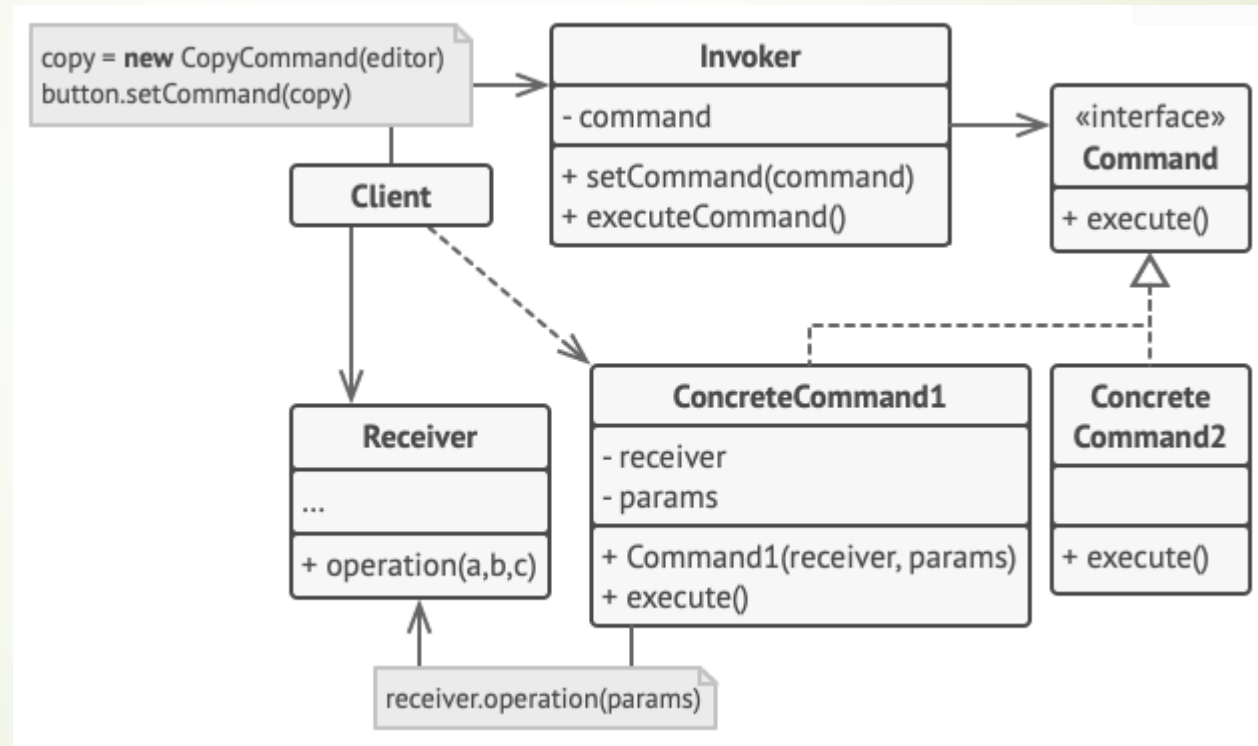 copy = new CopyCommand(editor)
button.setCommand(copy)
Invoker
- command
+ setCommand(command)
+ executeCommand()
«interface»
Command
+ execute()
Client
Receiver
...
+ operation(a,b,c)
ConcreteCommand1
- receiver
- params
+ Command1(receiver, params)
+ execute()
Concrete
Command2
+ execute()
receiver.operation(params)